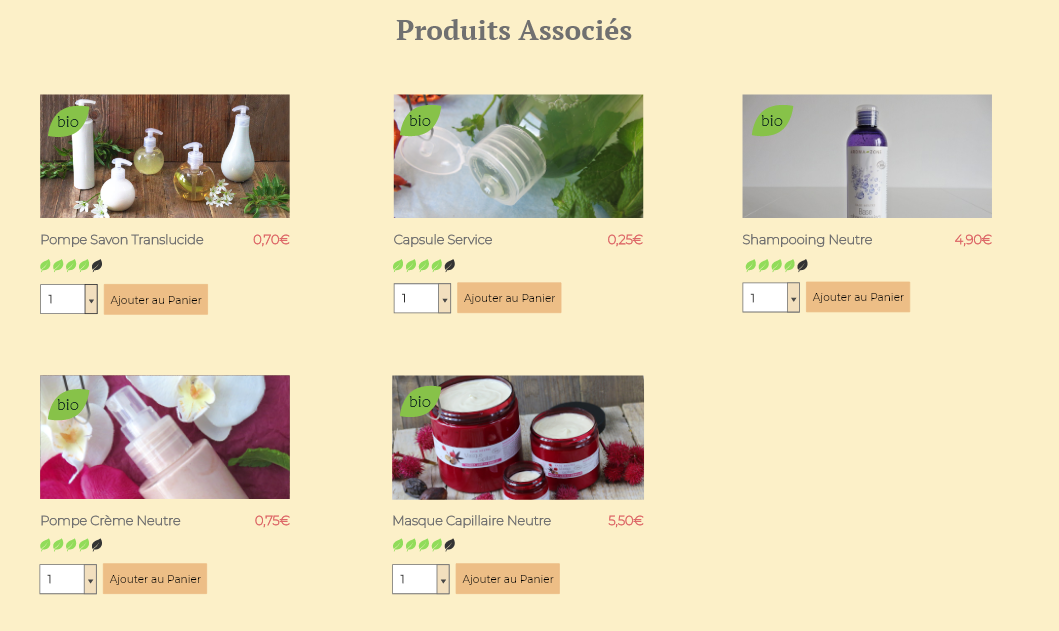 Produits Associés
bio
bio
bio
Base
Pompe Savon Translucide 0,70€
Capsule Service 0,25€
Shampooing Neutre 4,90€
1 Ajouter au Panier
1 Ajouter au Panier
1 Ajouter au Panier
bio
bio
Pompe Crème Neutre 0,75€
Masque Capillaire Neutre 5,50€
1 Ajouter au Panier
1 Ajouter au Panier